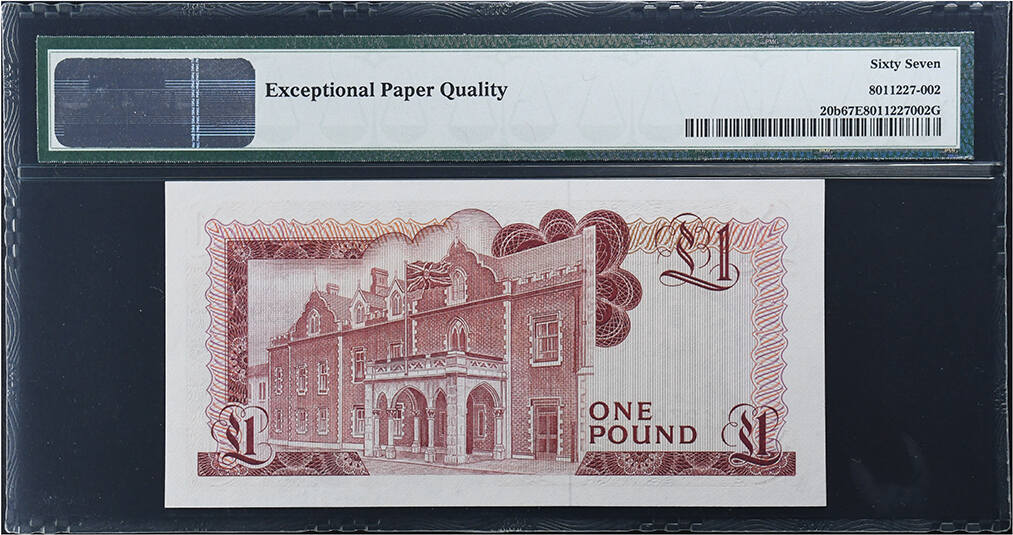 Exceptional Paper Quality
Sixty Seven
8011227-002
20b67E8011227002G
£1
ONE
POUND
£1
£1